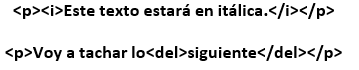 <p><i>Este texto estará en itálica.</i></p>
<p>Voy a tachar lo<del>siguiente</del></p>